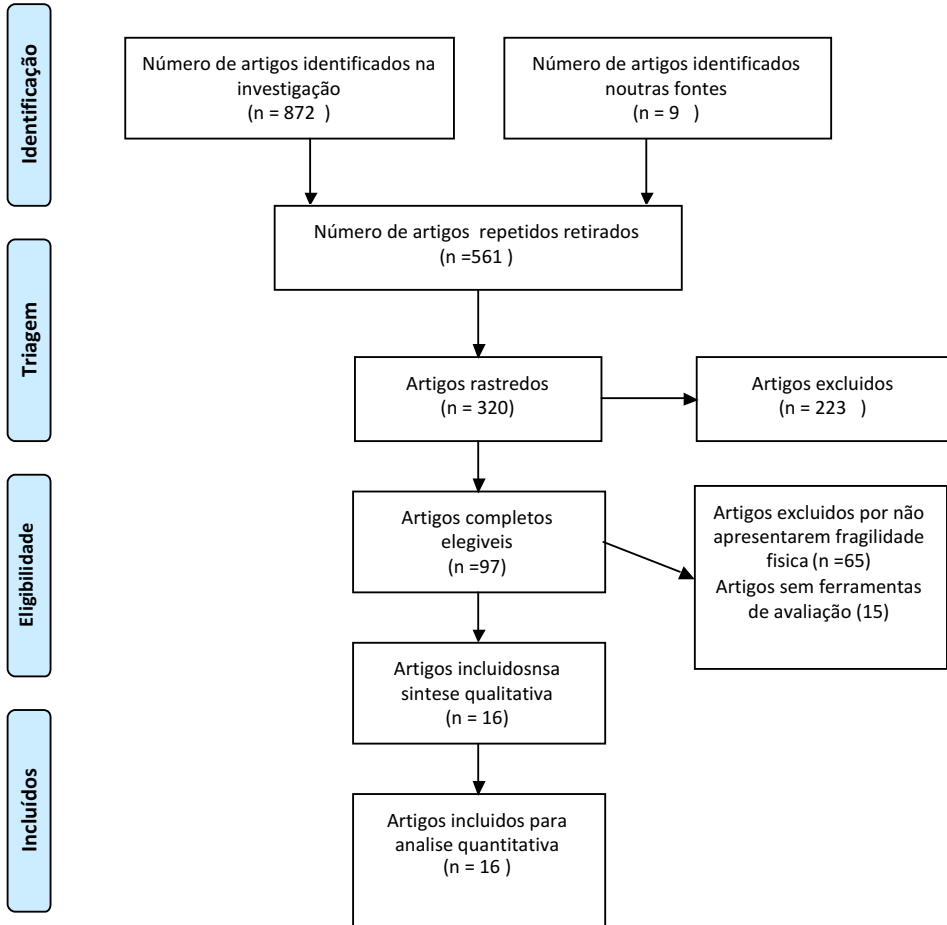 Identificação
Número de artigos identificados na
investigação
(n = 872 )
Número de artigos identificados
noutras fontes
(n = 9 )
Número de artigos repetidos retirados
(n =561 )
Triagem
Artigos rastredos
(n = 320)
Artigos excluidos
(n = 223 )
Eligibilidade
Artigos completos
elegiveis
(n =97)
Artigos excluidos por não
apresentarem fragilidade
fisica (n =65)
Artigos sem ferramentas
de avaliação (15)
Artigos incluidosnsa
sintese qualitativa
(n = 16)
Incluídos
Artigos incluidos para
analise quantitativa
(n = 16 )